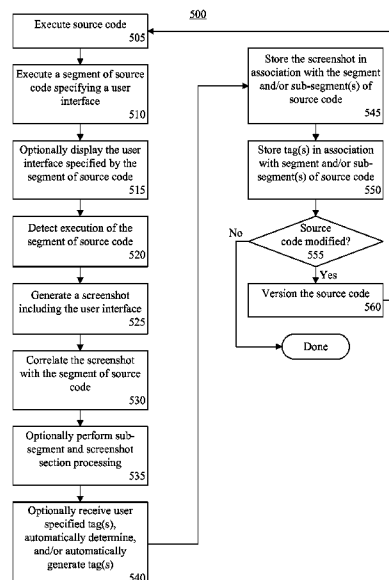 500
Execute source code
505
Execute a segment of source
code specifying a user
interface
510
Optionally display the user
interface specified by the
segment of source code
515
Detect execution of the
segment of source code
520
Generate a screenshot
including the user interface
525
Correlate the screenshot
with the segment of source
code
530
Optionally perform sub-
segment and screenshot
section processing
535
Optionally receive user
specified tag(s),
automatically determine,
and/or automatically
generate tag(s)
540
Store the screenshot in
association with the segment
and/or sub-segment(s) of
source code
545
Store tag(s) in association
with segment and/or sub-
segment(s) of source code
550
No
Source
code modified?
555
Yes
Version the source code
560
Done